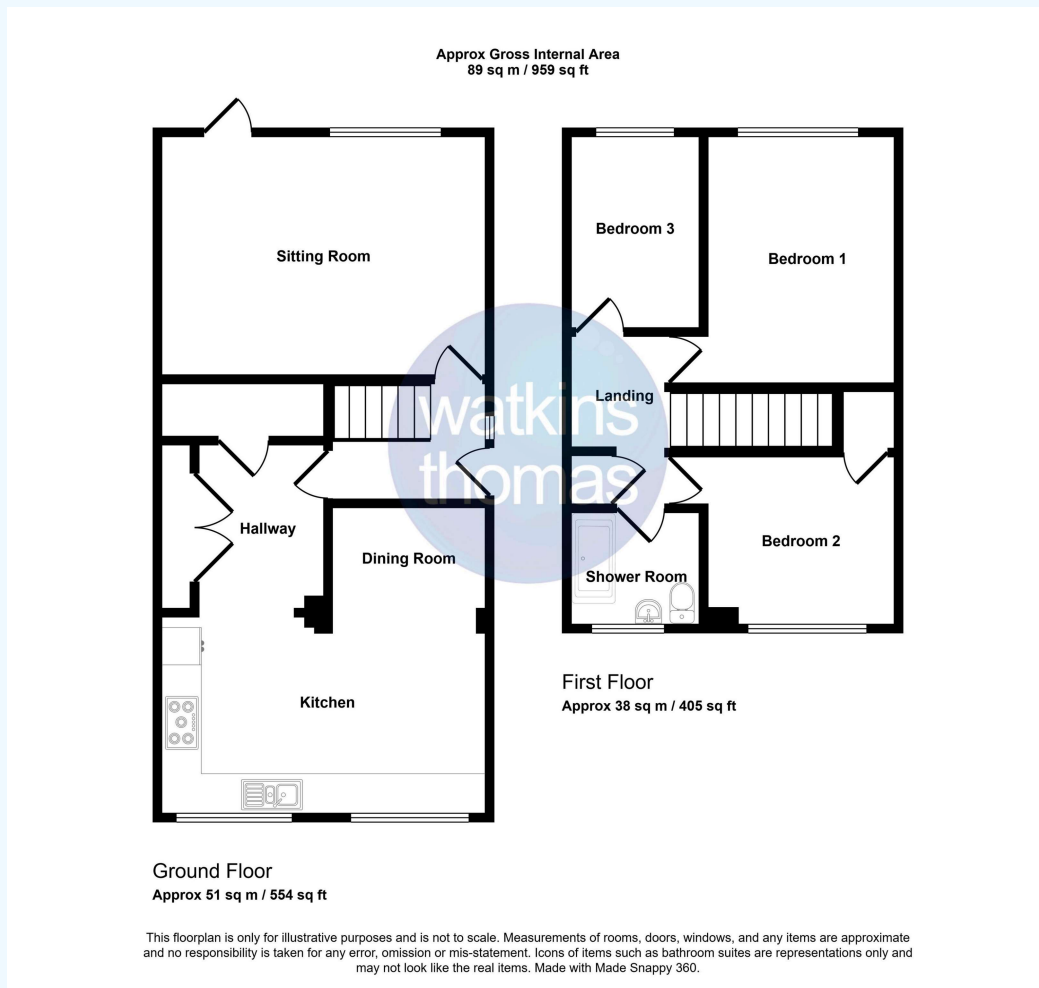 Approx Gross Internal Area
89 sq m / 959 sq ft
Sitting Room
Bedroom 3
Bedroom 1
Landing
watkins
thomas
Hallway
Dining Room
Bedroom 2
Shower Room
Kitchen
First Floor
Approx 38 sq m / 405 sq ft
Ground Floor
Approx 51 sq m / 554 sq ft
This floorplan is only for illustrative purposes and is not to scale. Measurements of rooms, doors, windows, and any items are approximate
and no responsibility is taken for any error, omission or mis-statement. Icons of items such as bathroom suites are representations only and
may not look like the real items. Made with Made Snappy 360.